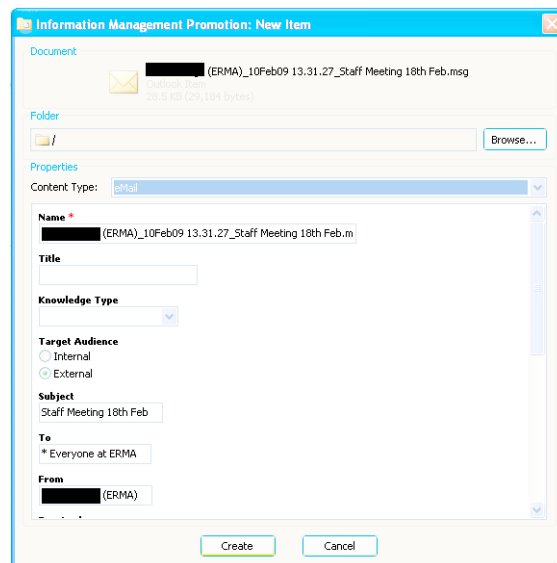 Information Management Promotion: New Item
Document
(ERMA)_10Feb09 13.31.27_Staff Meeting 18th Feb.msg
Outlook Item
28.5 KB (29,184 bytes)
Folder
/
Browse...
Properties
Content Type: eMail
Name *
(ERMA)_10Feb09 13.31.27_Staff Meeting 18th Feb.m
Title
Knowledge Type
Target Audience
Internal
External
Subject
Staff Meeting 18th Feb
To
* Everyone at ERMA
From
(ERMA)
Create Cancel